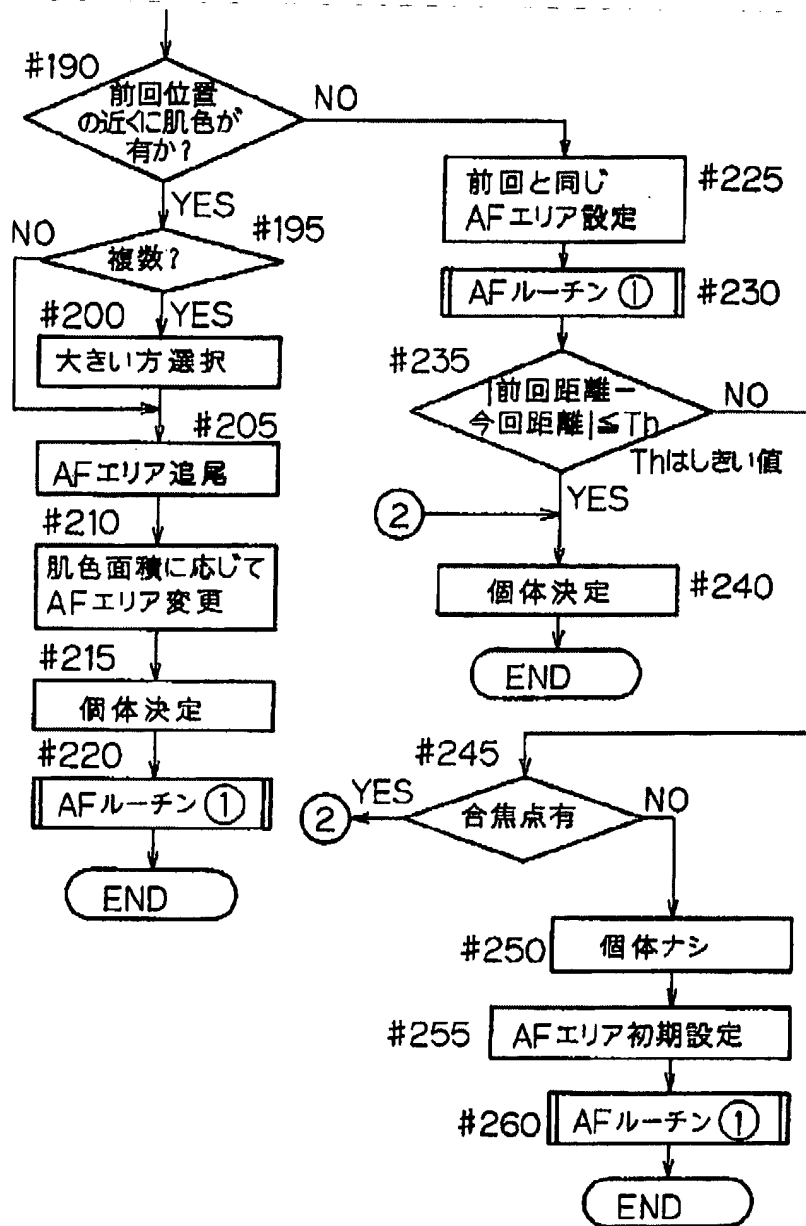 #190
前回位置
の近くに肌色が
有か?
NO
YES
NO
#195
複数?
#200
YES
大きい方選択
#205
AFエリア追尾
#210
肌色面積に応じて
AFエリア変更
#215
個体決定
#220
AFルーチン①
END
前回と同じ
AFエリア設定
#225
AFルーチン①
#230
#235
|前回距離−
今回距離|≦Th
NO
Thはしきい値
YES
②
個体決定
#240
END
#245
YES
②
合焦点有
NO
#250
個体ナシ
#255
AFエリア初期設定
#260
AFルーチン①
END